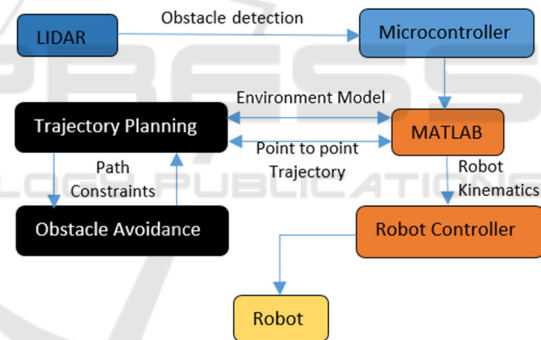 Obstacle detection
LIDAR
Microcontroller
Environment Model
Trajectory Planning
MATLAB
Point to point
Trajectory
Path
Constraints
Robot
Kinematics
Obstacle Avoidance
Robot Controller
Robot